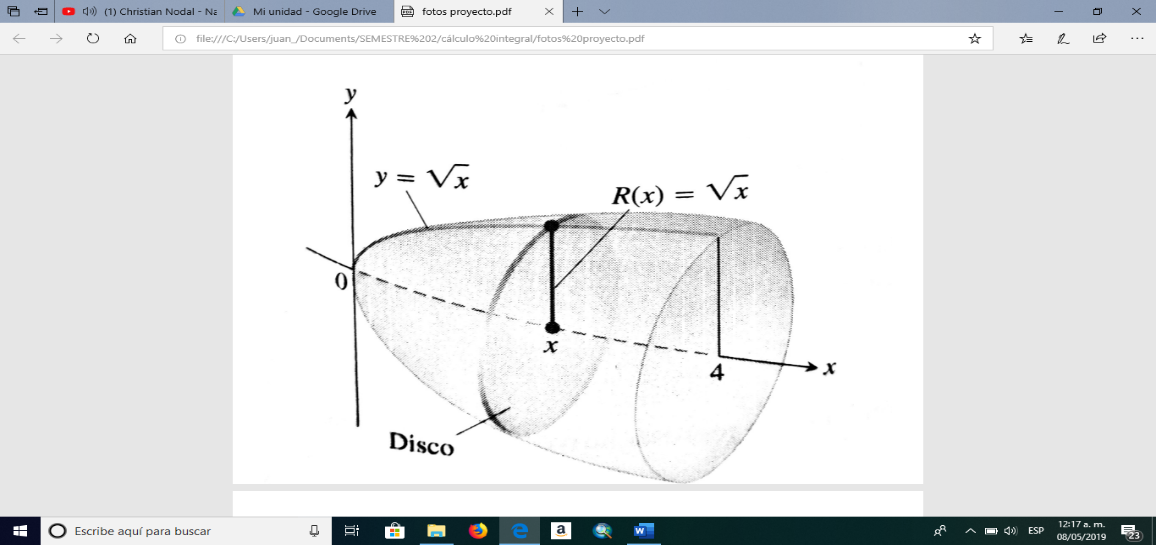 (1) Christian Nodal - Na
Mi unidad - Google Drive
fotos proyecto.pdf
file:///C:/Users/juan_/Documents/SEMESTRE%202/cálculo%20integral/fotos%20proyecto.pdf
y
y = √x
R(x) = √x
0
x
4
x
Disco
Escribe aquí para buscar
a
W
ESP
12:17 a. m.
08/05/2019
23